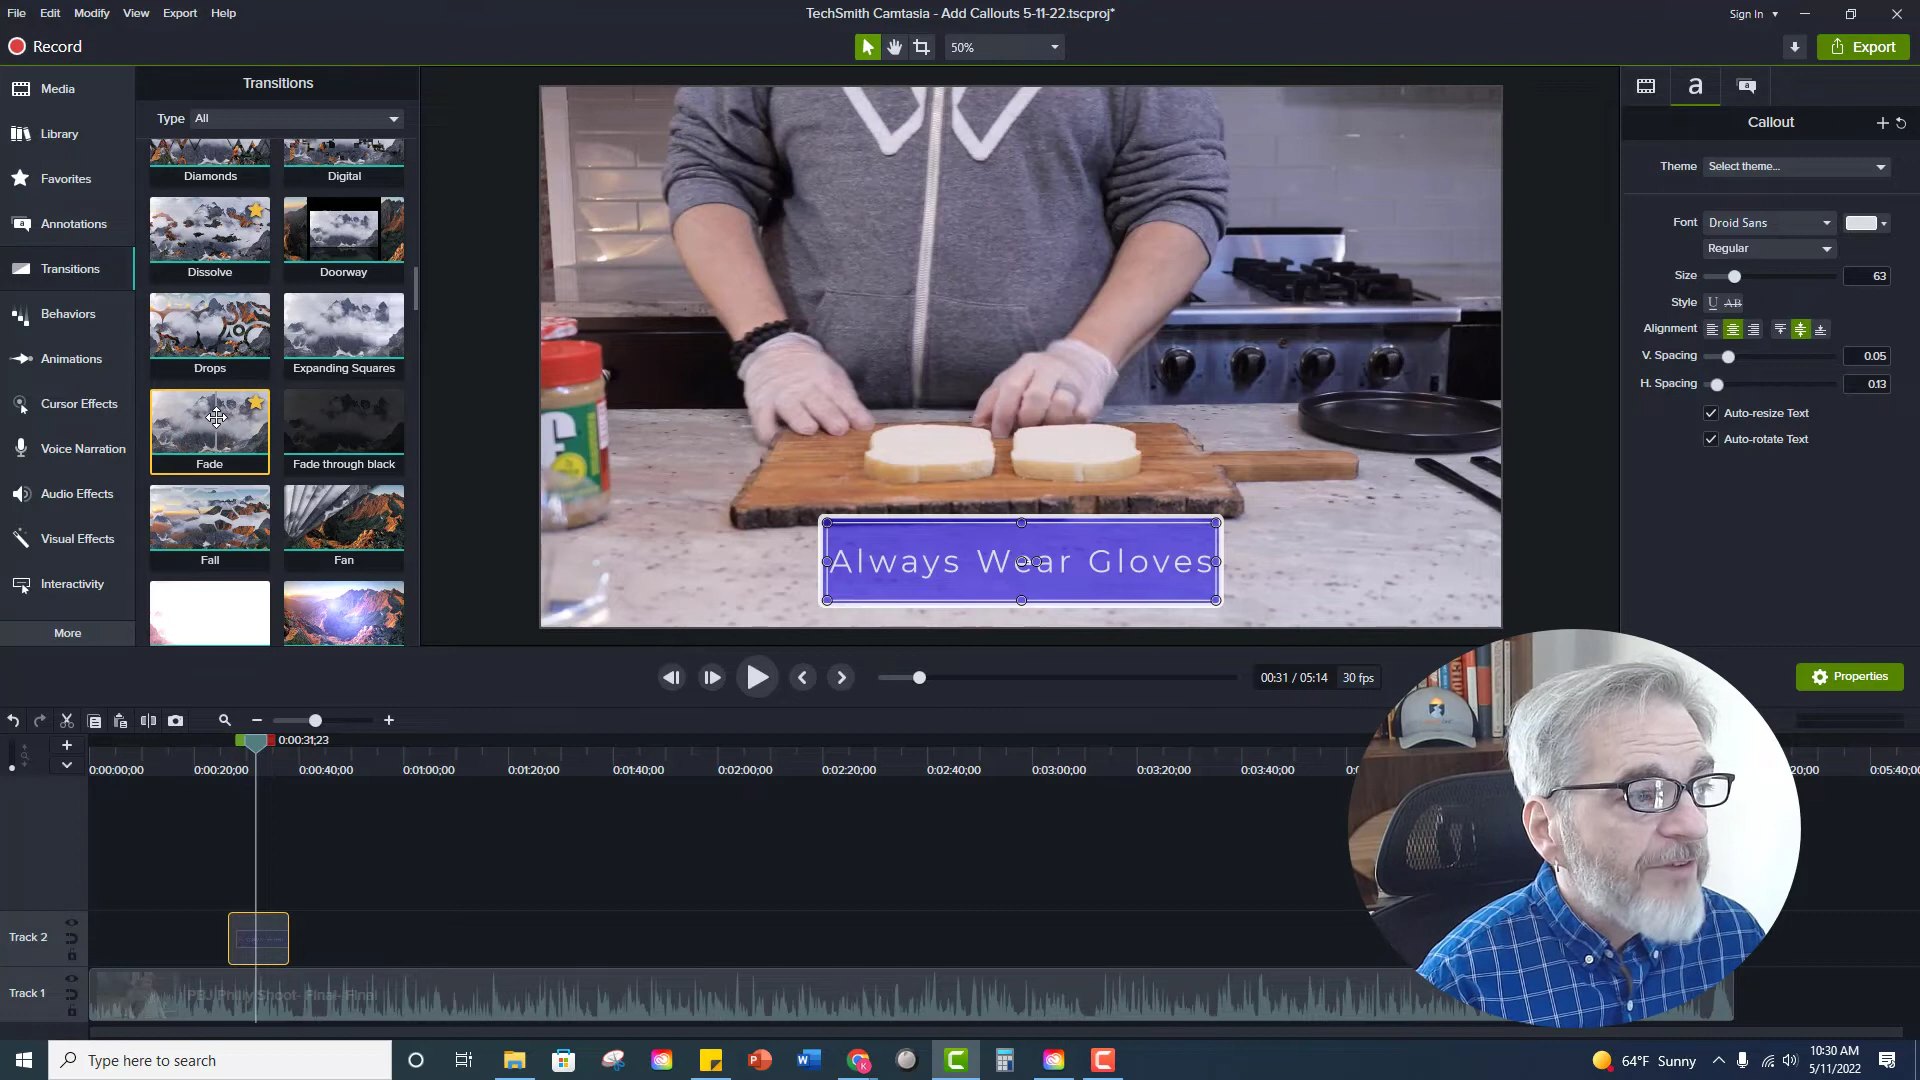 File Edit Modify View Export Help
TechSmith Camtasia - Add Callouts 5-11-22.tscproj*
Sign In
Record
50%
Export
Media
Library
Favorites
Annotations
Transitions
Behaviors
Animations
Cursor Effects
Voice Narration
Audio Effects
Visual Effects
Interactivity
More
Transitions
Type All
Diamonds Digital
Dissolve Doorway
Drops Expanding Squares
Fade Fade through black
Fall Fan
Always Wear Gloves
a
Callout
Theme Select theme...
Font Droid Sans
Regular
Size 63
Style U AB
Alignment
V. Spacing 0.05
H. Spacing 0.13
Auto-resize Text
Auto-rotate Text
00:31 / 05:14 30 fps
Properties
0:00:31;23
0:00:00;00 0:00:20;00 0:00:40;00 0:01:00;00 0:01:20;00 0:01:40;00 0:02:00;00 0:02:20;00 0:02:40;00 0:03:00;00 0:03:20;00 0:03:40;00 0:05:40;00
Track 2
Track 1
PBJ Philly Shoot- Final- Final
Type here to search
64°F Sunny
10:30 AM
5/11/2022